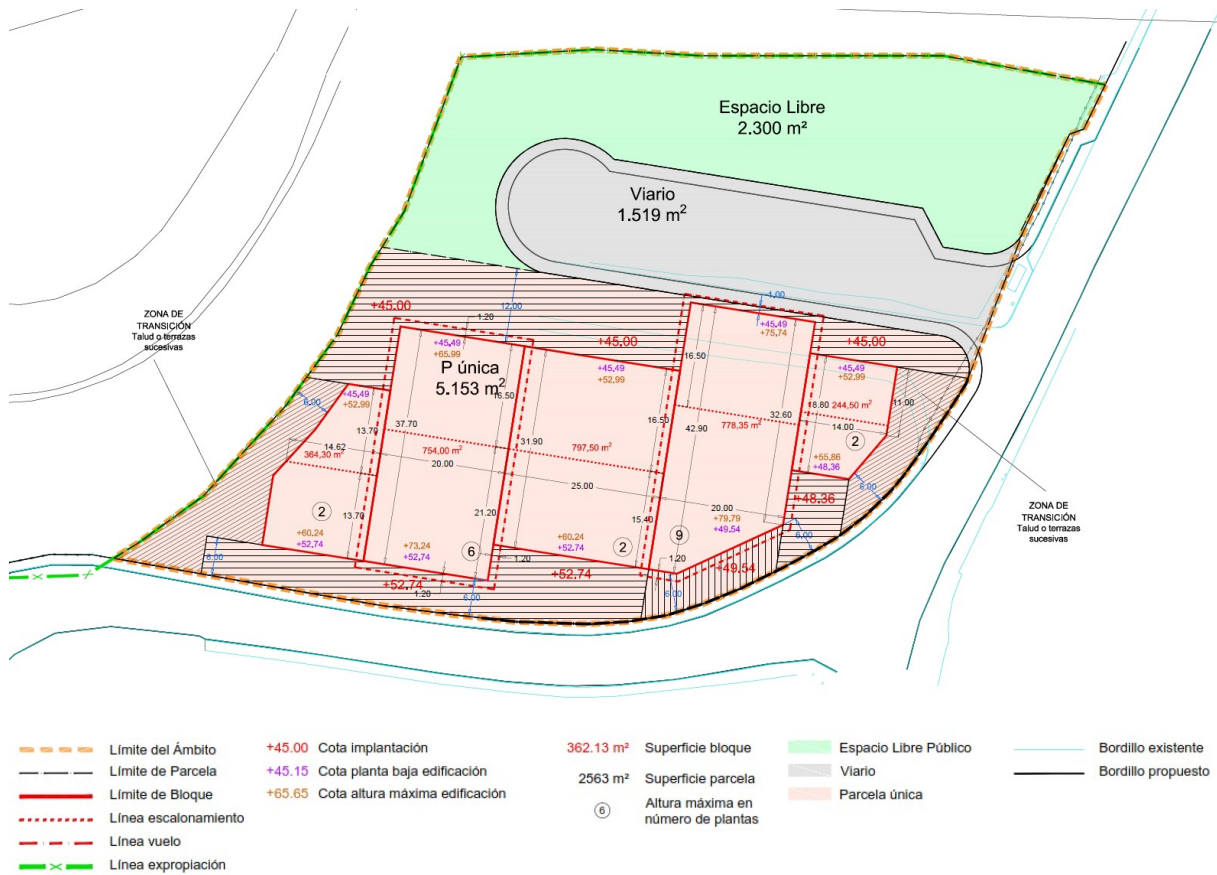 Espacio Libre
2.300 m²
Viario
1.519 m²
ZONA DE
TRANSICIÓN
Talud o terrazas
sucesivas
+45.00
12.00
1.20
1.00
+45.49
+75.74
+45.49
+65.99
+45.00
+45.00
P única
5.153 m²
+45.49
+52.99
+45.49
+52.99
16.50
16.50
6.00
+45.49
+52.99
37.70
13.70
16.50
31.90
42.90
32.60
18.80
11.00
244,50 m²
14.00
778,35 m²
14.62
364,30 m²
754,00 m²
20.00
797,50 m²
25.00
20.00
2
+55.86
+48.36
6.00
+48.36
2
13.70
21.20
15.40
+79.79
+49.54
9
6.00
+60.24
+52.74
+73.24
+52.74
6
+60.24
+52.74
2
1.20
1.20
6.00
+52.74
1.20
6.00
+52.74
6.00
+49.54
ZONA DE
TRANSICIÓN
Talud o terrazas
sucesivas
Límite del Ámbito
Límite de Parcela
Límite de Bloque
Línea escalonamiento
Línea vuelo
Línea expropiación
+45.00 Cota implantación
+45.15 Cota planta baja edificación
+65.65 Cota altura máxima edificación
362.13 m² Superficie bloque
2563 m² Superficie parcela
6 Altura máxima en
número de plantas
Espacio Libre Público
Viario
Parcela única
Bordillo existente
Bordillo propuesto